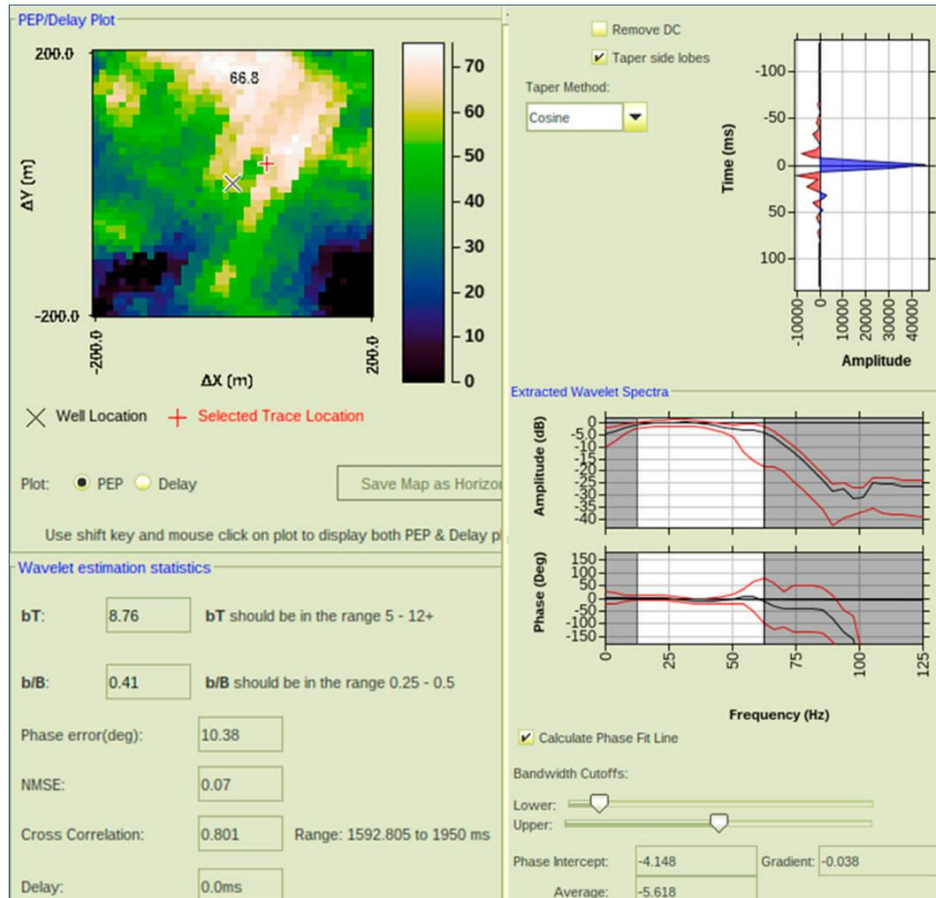 PEP/Delay Plot
200.0
66.8
ΔY (m)
-200.0
-200.0
200.0
ΔX (m)
70
60
50
40
30
20
10
0
Well Location
Selected Trace Location
Plot:
PEP
Delay
Save Map as Horizo
Use shift key and mouse click on plot to display both PEP & Delay pl
Wavelet estimation statistics
bT:
8.76
bT should be in the range 5 - 12+
b/B:
0.41
b/B should be in the range 0.25 - 0.5
Phase error(deg):
10.38
NMSE:
0.07
Cross Correlation:
0.801
Range: 1592.805 to 1950 ms
Delay:
0.0ms
Remove DC
Taper side lobes
Taper Method:
Cosine
Time (ms)
-100
-50
0
50
100
-10000
0
10000
20000
30000
40000
Amplitude
Extracted Wavelet Spectra
Amplitude (dB)
0
-5.0
-10
-15
-20
-25
-30
-35
-40
Phase (Deg)
150
100
50
0
-50
-100
-150
0
25
50
75
100
125
Frequency (Hz)
Calculate Phase Fit Line
Bandwidth Cutoffs:
Lower:
Upper:
Phase Intercept:
-4.148
Gradient:
-0.038
Average:
-5.618